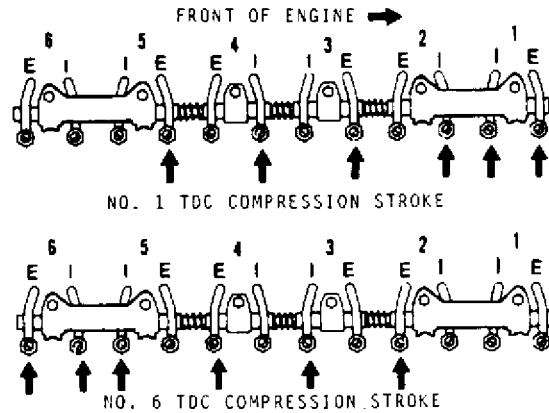 FRONT OF ENGINE
6 5 4 3 2 1
E I I E E I I E E I I E
NO. 1 TDC COMPRESSION STROKE
6 5 4 3 2 1
E I I E E I I E E I I E
NO. 6 TDC COMPRESSION STROKE